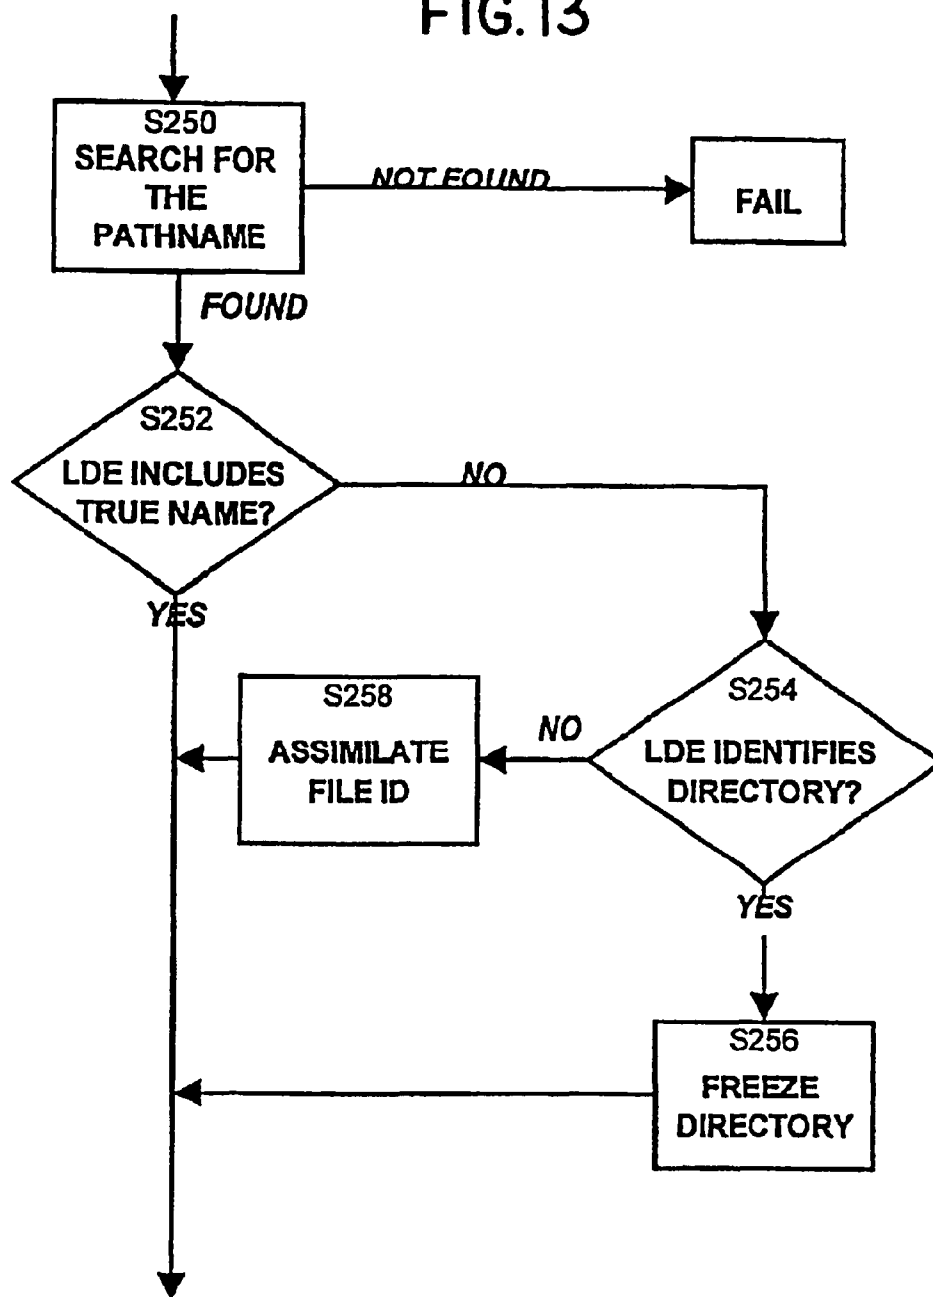 FIG. 13
S250
SEARCH FOR
THE
PATHNAME
NOT FOUND
FAIL
FOUND
S252
LDE INCLUDES
TRUE NAME?
NO
YES
S254
LDE IDENTIFIES
DIRECTORY?
NO
S258
ASSIMILATE
FILE ID
YES
S256
FREEZE
DIRECTORY